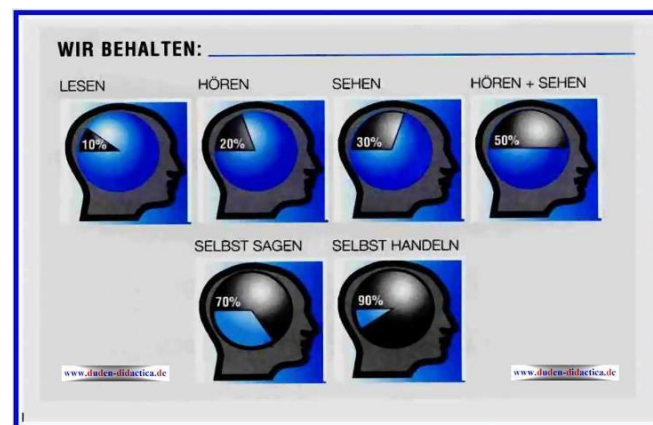 WIR BEHALTEN:
LESEN HÖREN SEHEN HÖREN + SEHEN
10% 20% 30% 50%
SELBST SAGEN SELBST HANDELN
70% 90%
www.duden-didactica.de www.duden-didactica.de